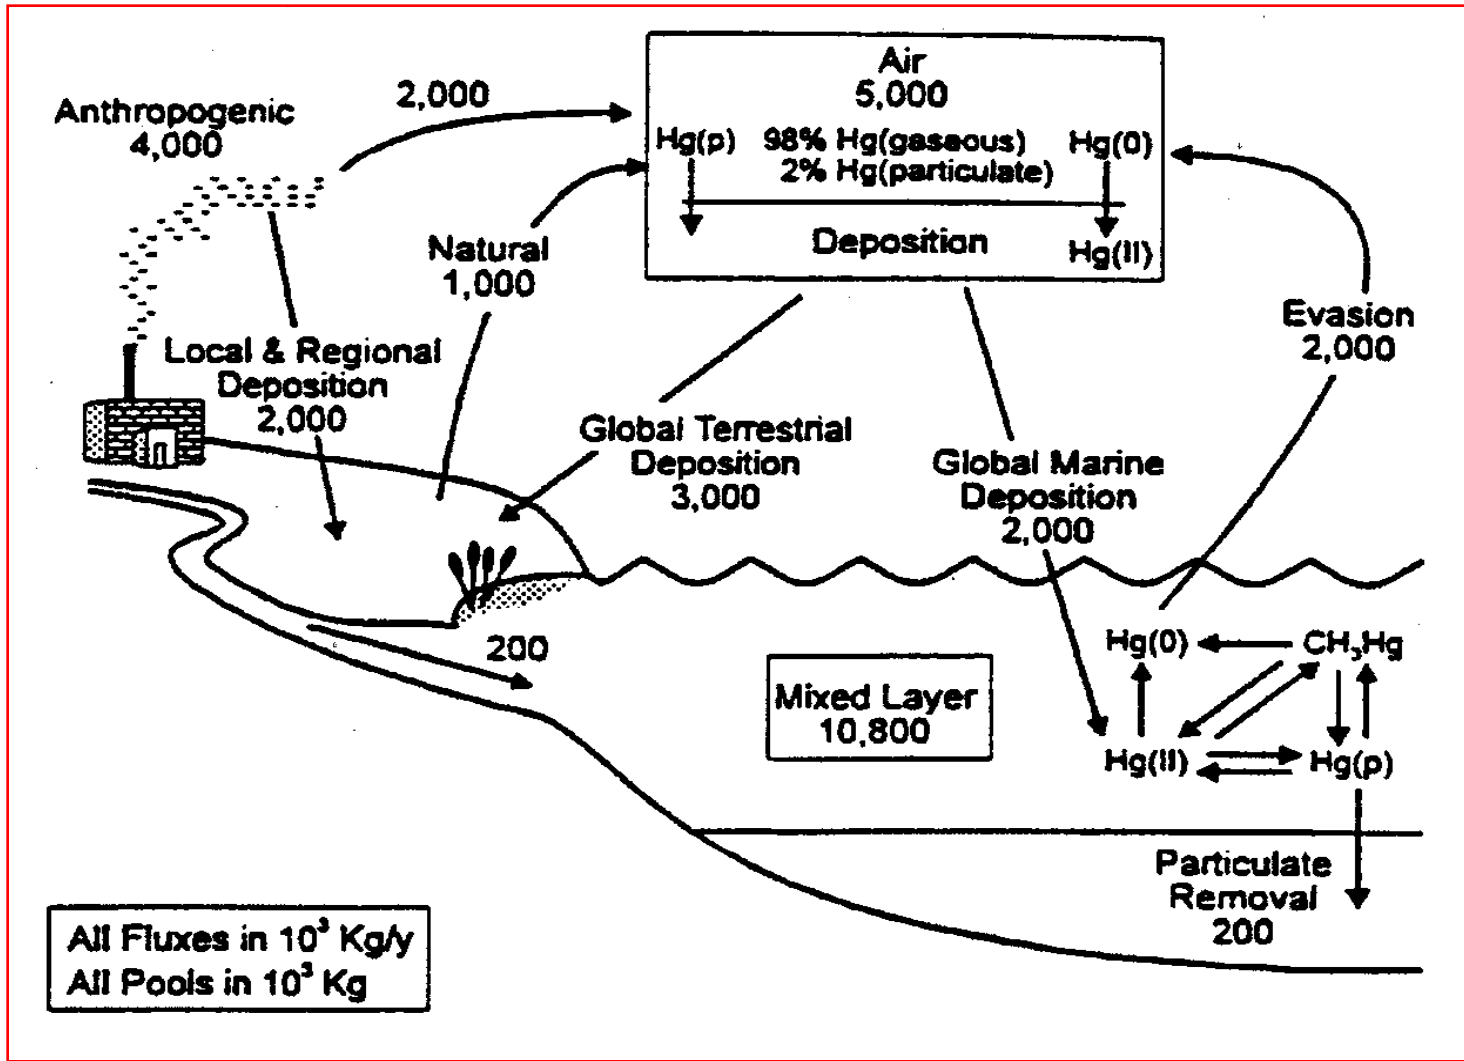 Air
5,000
2,000
Anthropogenic
4,000
Hg(p)
98% Hg(gasaous)
2% Hg(particulate)
Hg(0)
Deposition
Hg(II)
Natural
1,000
Evasion
2,000
Local & Regional
Deposition
2,000
Global Terrestrial
Deposition
3,000
Global Marine
Deposition
2,000
200
Mixed Layer
10,800
Hg(0)
CH₃Hg
Hg(II)
Hg(p)
Particulate
Removal
200
All Fluxes in 10³ Kg/y
All Pools in 10³ Kg